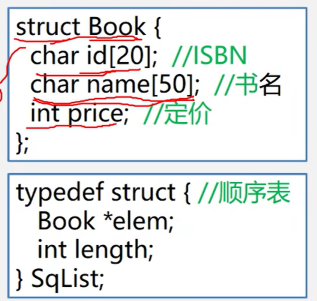 struct Book {
char id[20]; //ISBN
char name[50]; //书名
int price; //定价
};
typedef struct { //顺序表
Book *elem;
int length;
} SqList;